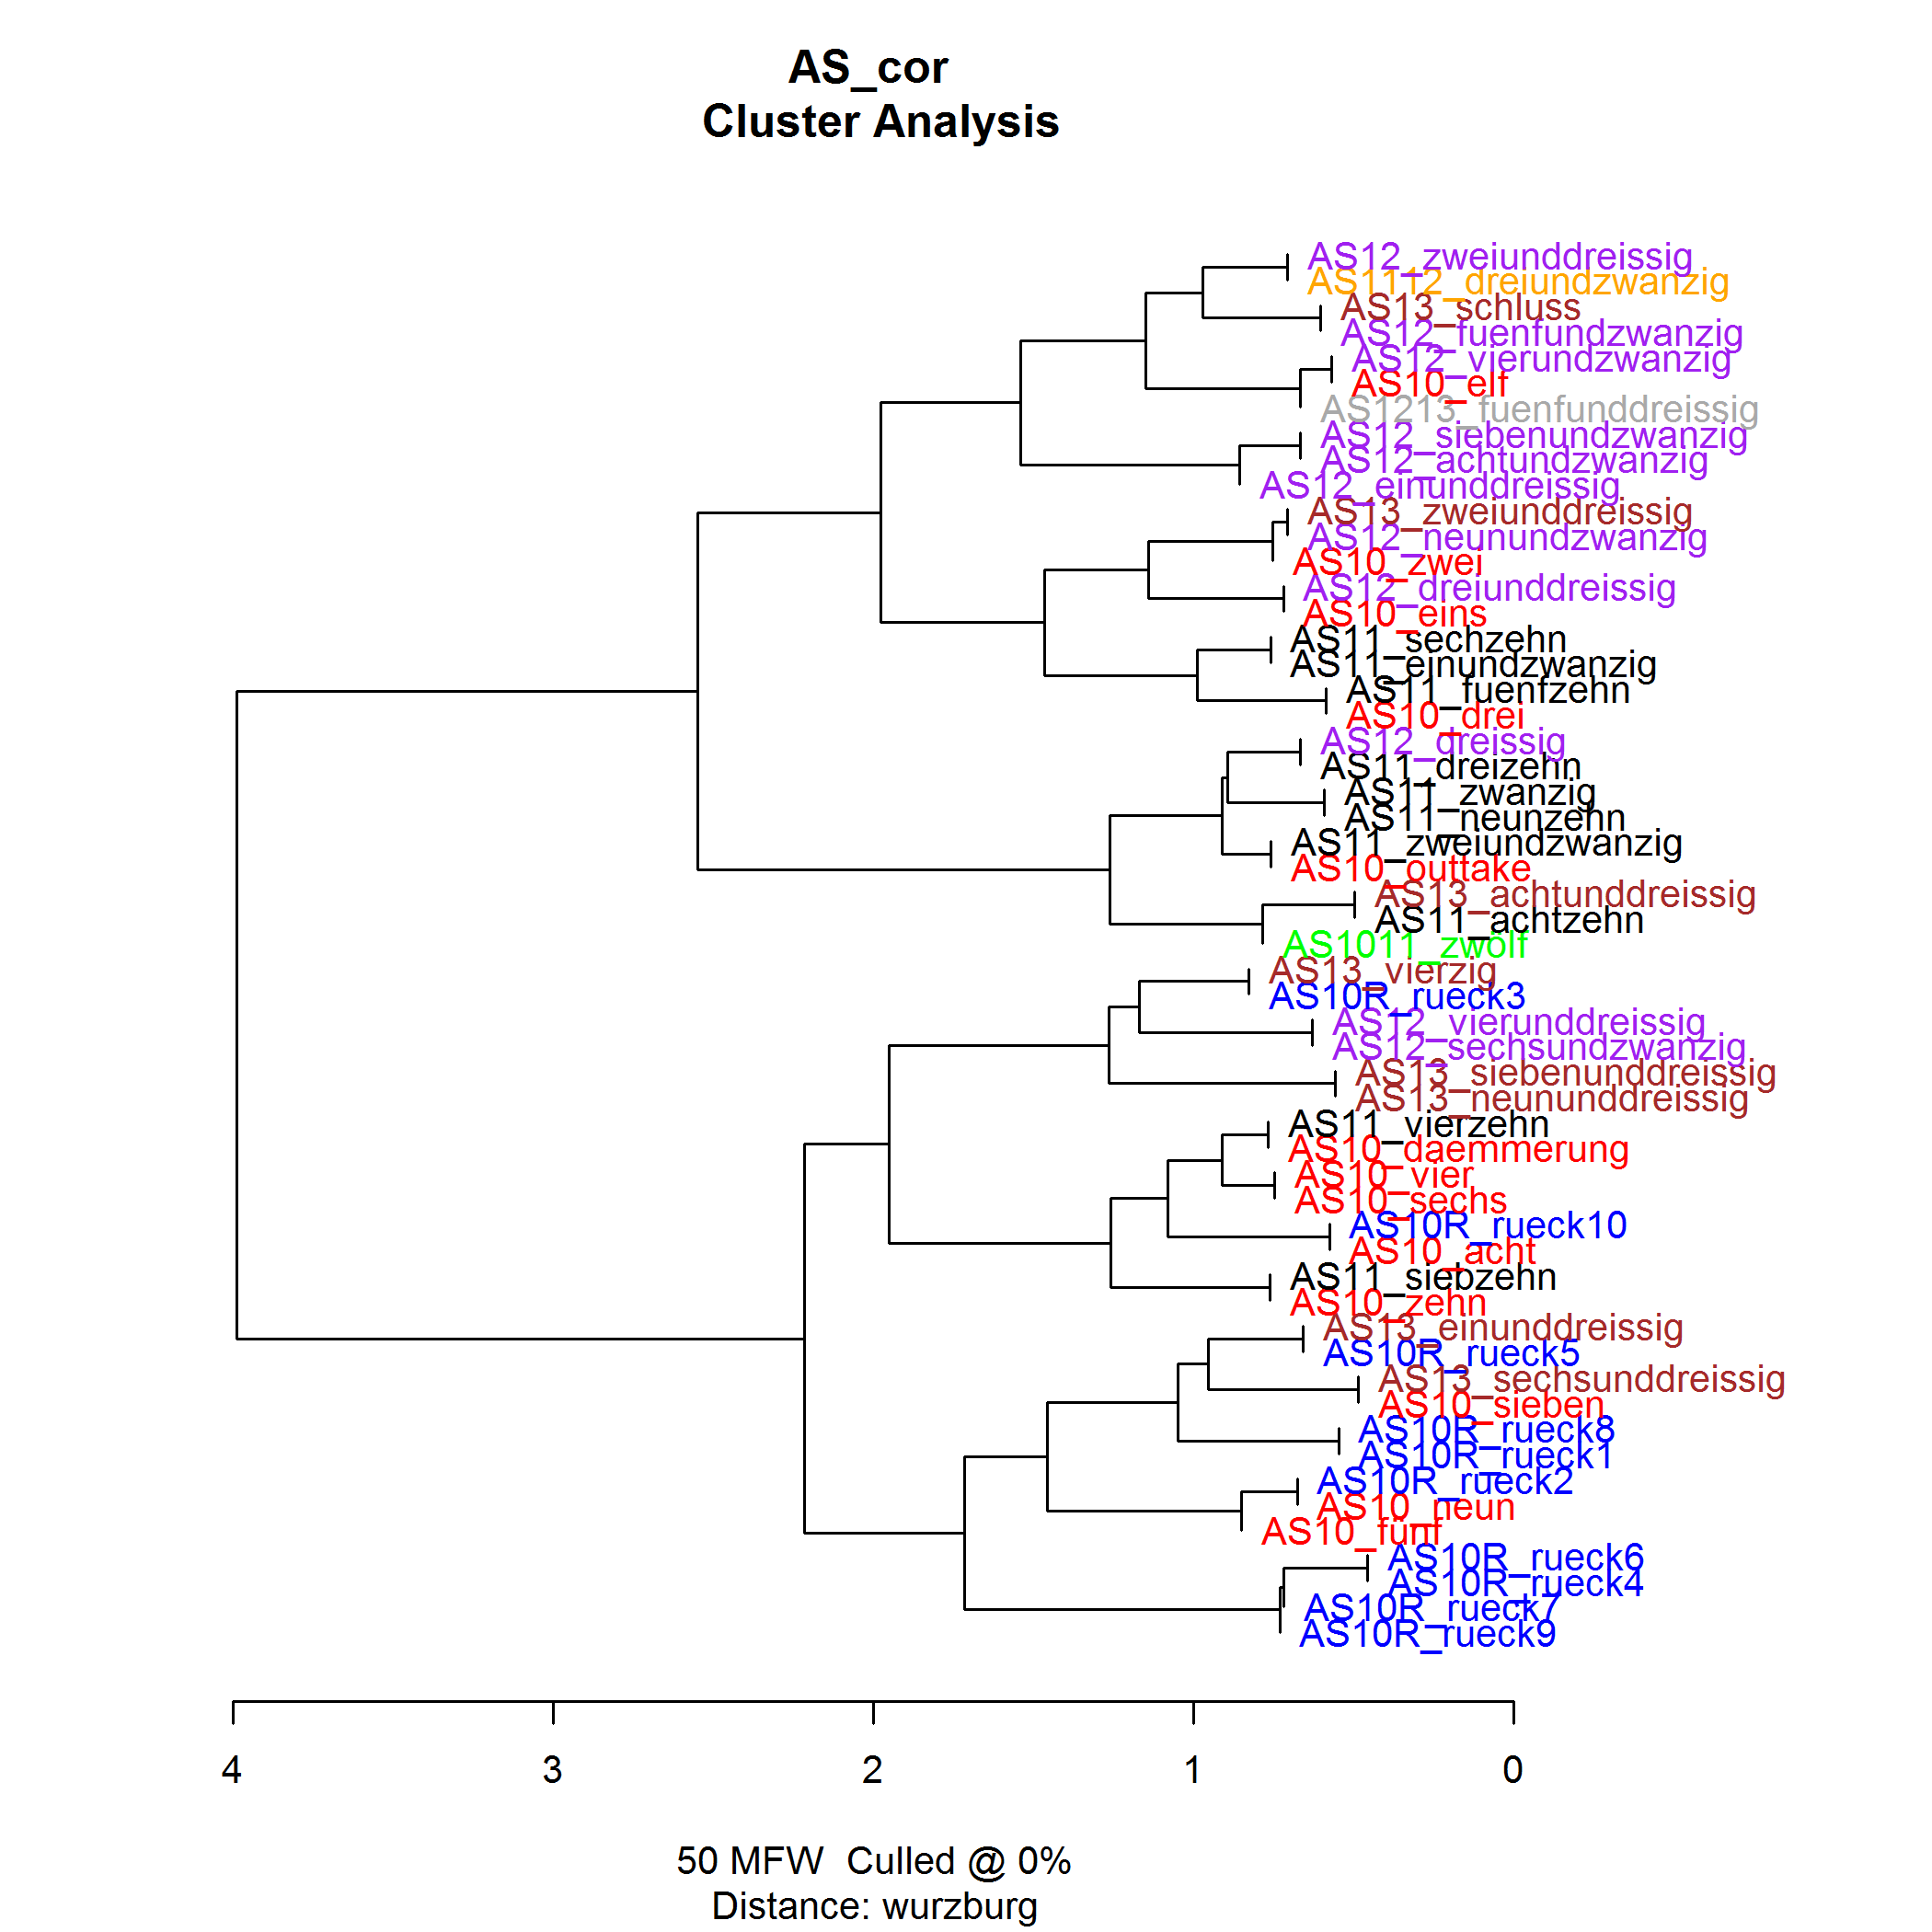 AS_cor
Cluster Analysis
AS12_zweiunddreissig
AS1112_dreiundzwanzig
AS13_schluss
AS12_fuenfundzwanzig
AS12_vierundzwanzig
AS10_elf
AS1213_fuenfunddreissig
AS12_siebenundzwanzig
AS12_achtundzwanzig
AS12_einunddreissig
AS13_zweiunddreissig
AS12_neunundzwanzig
AS10_zwei
AS12_dreiunddreissig
AS10_eins
AS11_sechzehn
AS11_einundzwanzig
AS11_fuenfzehn
AS10_drei
AS12_dreissig
AS11_dreizehn
AS11_zwanzig
AS11_neunzehn
AS11_zweiundzwanzig
AS10_outtake
AS13_achtunddreissig
AS11_achtzehn
AS1011_zwölf
AS13_vierzig
AS10R_rueck3
AS12_vierunddreissig
AS12_sechsundzwanzig
AS13_siebenunddreissig
AS13_neununddreissig
AS11_vierzehn
AS10_daemmerung
AS10_vier
AS10_sechs
AS10R_rueck10
AS10_acht
AS11_siebzehn
AS10_zehn
AS13_einunddreissig
AS10R_rueck5
AS13_sechsunddreissig
AS10_sieben
AS10R_rueck8
AS10R_rueck1
AS10R_rueck2
AS10_neun
AS10_fünf
AS10R_rueck6
AS10R_rueck4
AS10R_rueck7
AS10R_rueck9
4 3 2 1 0
50 MFW  Culled @ 0%
Distance: wurzburg